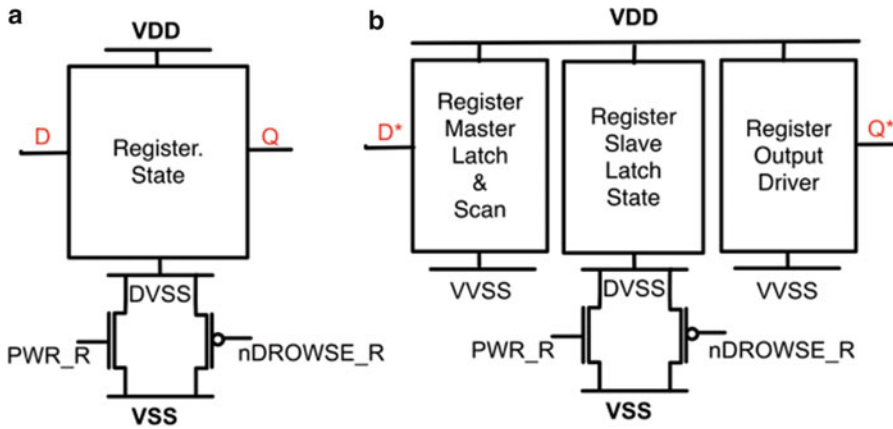 a
VDD
D
Q
Register.
State
DVSS
PWR_R
nDROWSE_R
VSS
b
VDD
D*
Register
Master
Latch
&
Scan
Register
Slave
Latch
State
Register
Output
Driver
Q*
VVSS
DVSS
VVSS
PWR_R
nDROWSE_R
VSS